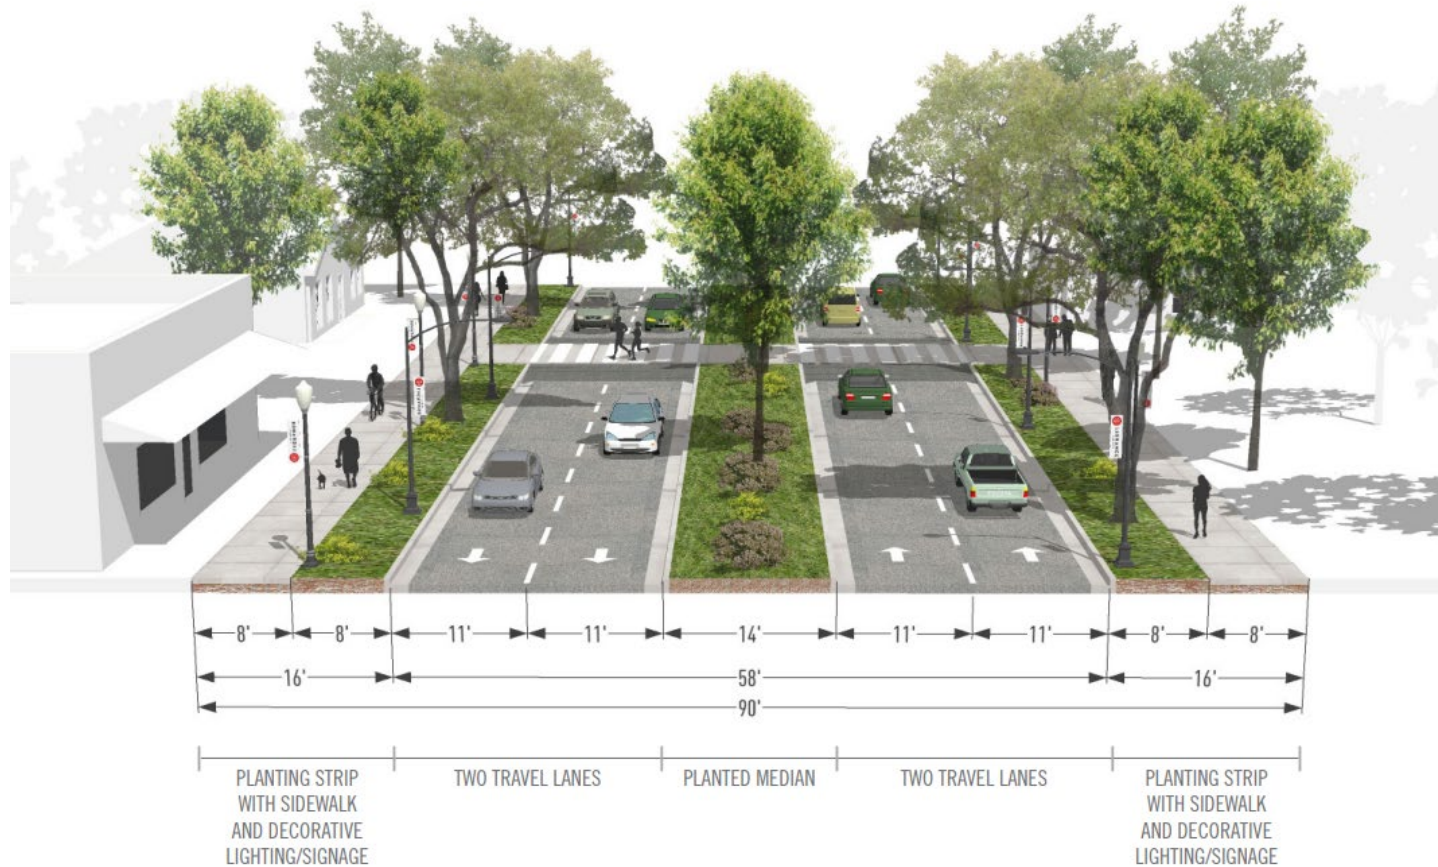 8' 8' 11' 11' 14' 11' 11' 8' 8'
16' 58' 16'
90'
PLANTING STRIP
WITH SIDEWALK
AND DECORATIVE
LIGHTING/SIGNAGE
TWO TRAVEL LANES
PLANTED MEDIAN
TWO TRAVEL LANES
PLANTING STRIP
WITH SIDEWALK
AND DECORATIVE
LIGHTING/SIGNAGE